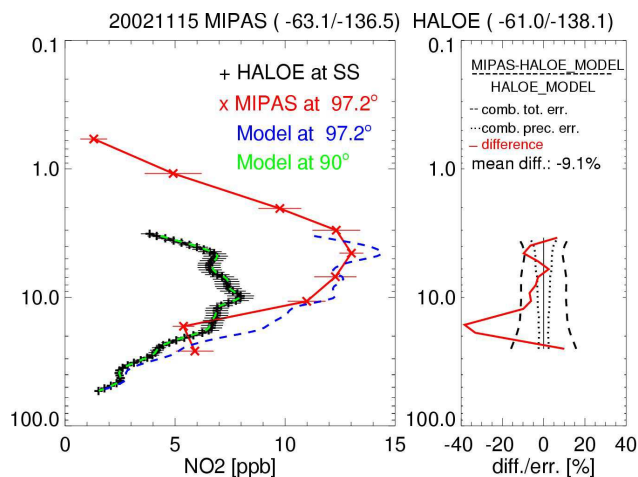 20021115 MIPAS ( -63.1/-136.5) HALOE ( -61.0/-138.1)
0.1
1.0
10.0
100.0
+ HALOE at SS
x MIPAS at 97.2°
Model at 97.2°
Model at 90°
0 5 10 15
NO2 [ppb]
0.1
1.0
10.0
100.0
MIPAS-HALOE_MODEL
HALOE_MODEL
comb. tot. err.
comb. prec. err.
difference
mean diff.: -9.1%
-40 -20 0 20 40
diff./err. [%]